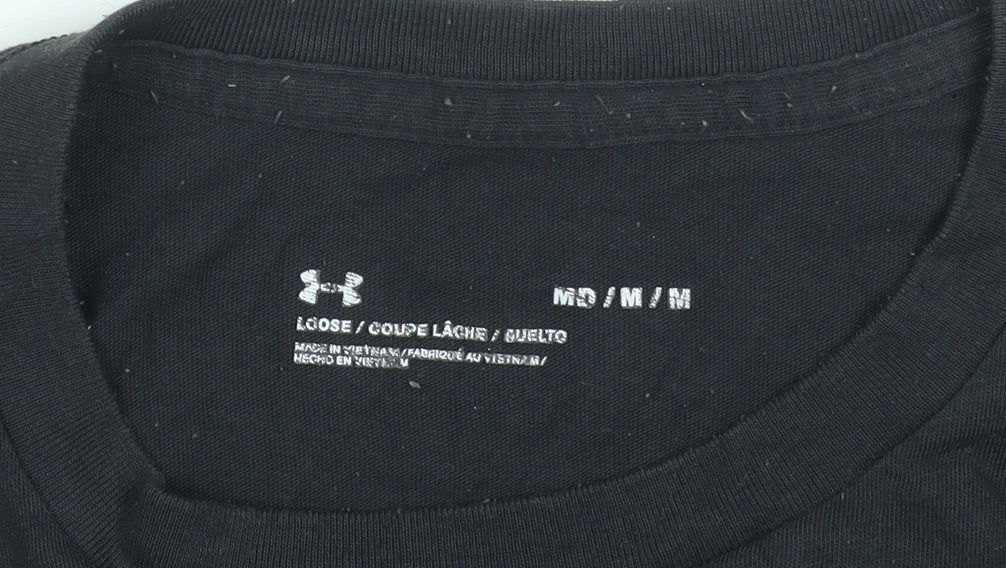 MD / M / M
LOOSE / COUPE LÂCHE / SUELTO
MADE IN VIETNAM / FABRIQUÉ AU VIETNAM /
HECHO EN VIETNAM